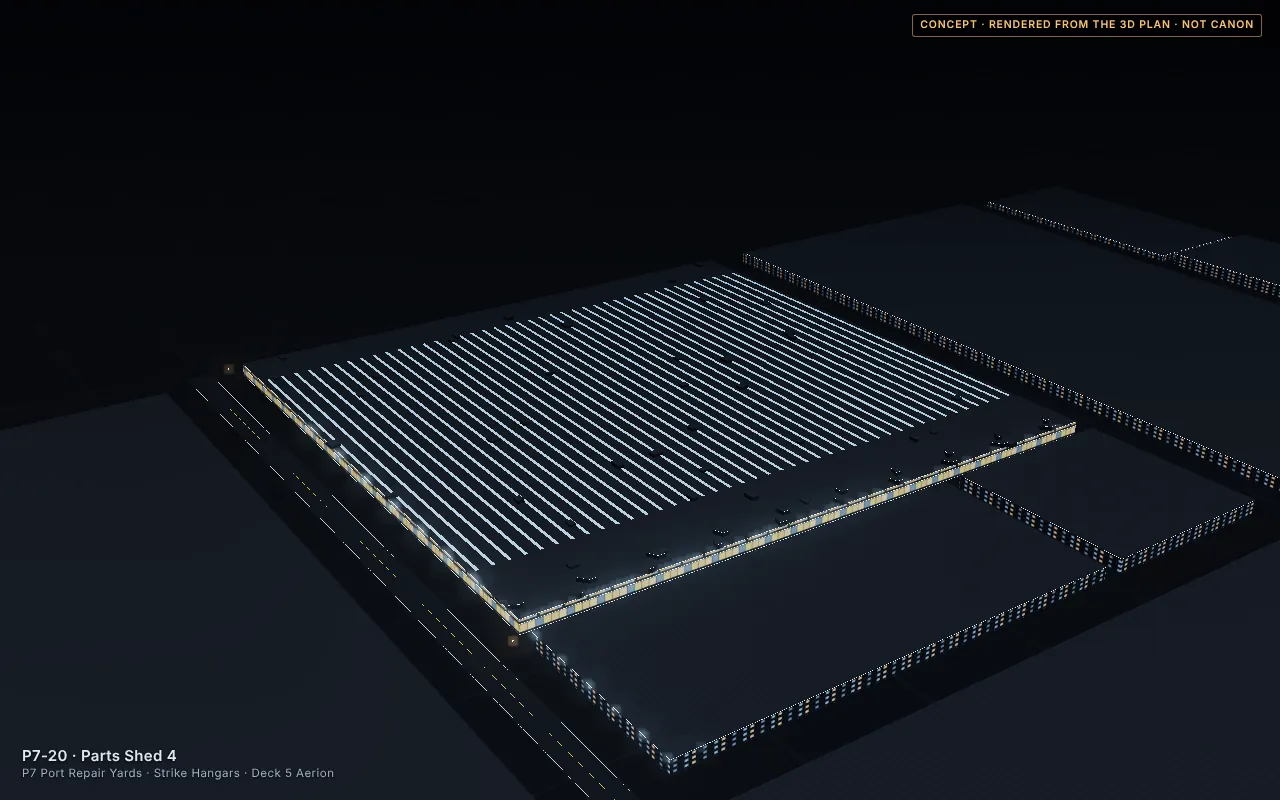 CONCEPT · RENDERED FROM THE 3D PLAN · NOT CANON
P7-20 · Parts Shed 4
P7 Port Repair Yards · Strike Hangars · Deck 5 Aerion